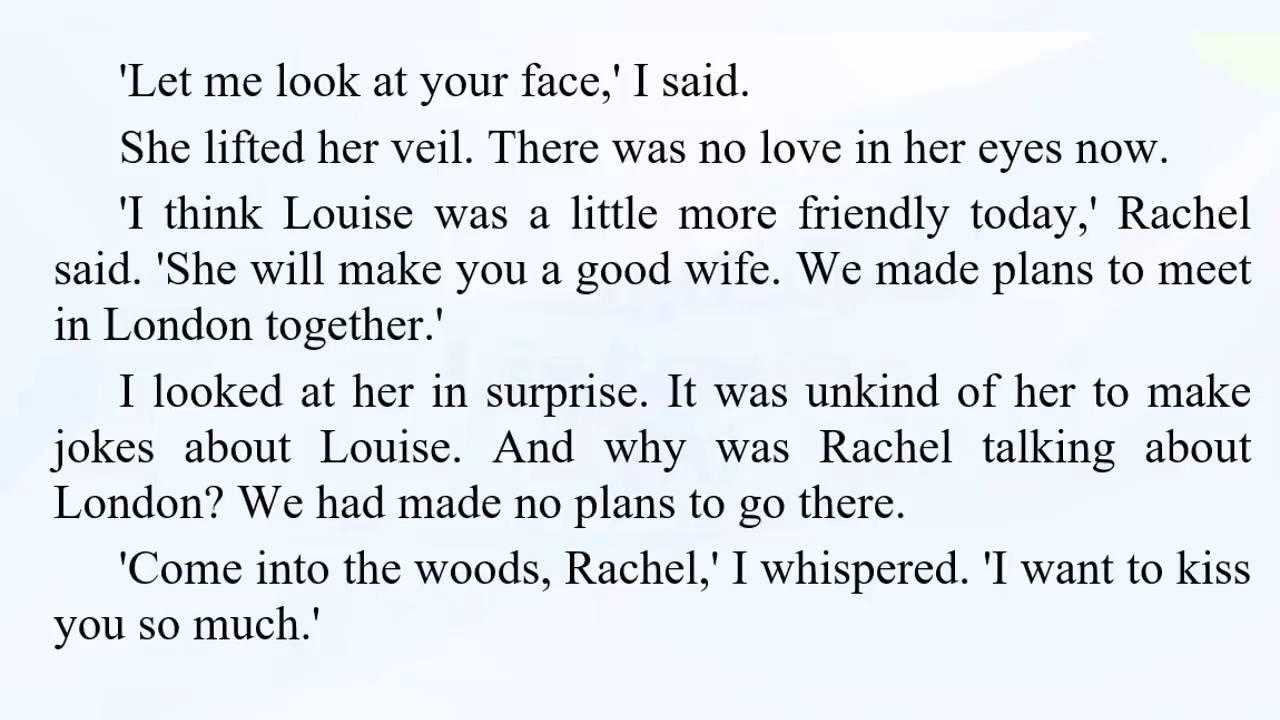 'Let me look at your face,' I said.
She lifted her veil. There was no love in her eyes now.
'I think Louise was a little more friendly today,' Rachel
said. 'She will make you a good wife. We made plans to meet
in London together.'
I looked at her in surprise. It was unkind of her to make
jokes about Louise. And why was Rachel talking about
London? We had made no plans to go there.
'Come into the woods, Rachel,' I whispered. 'I want to kiss
you so much.'